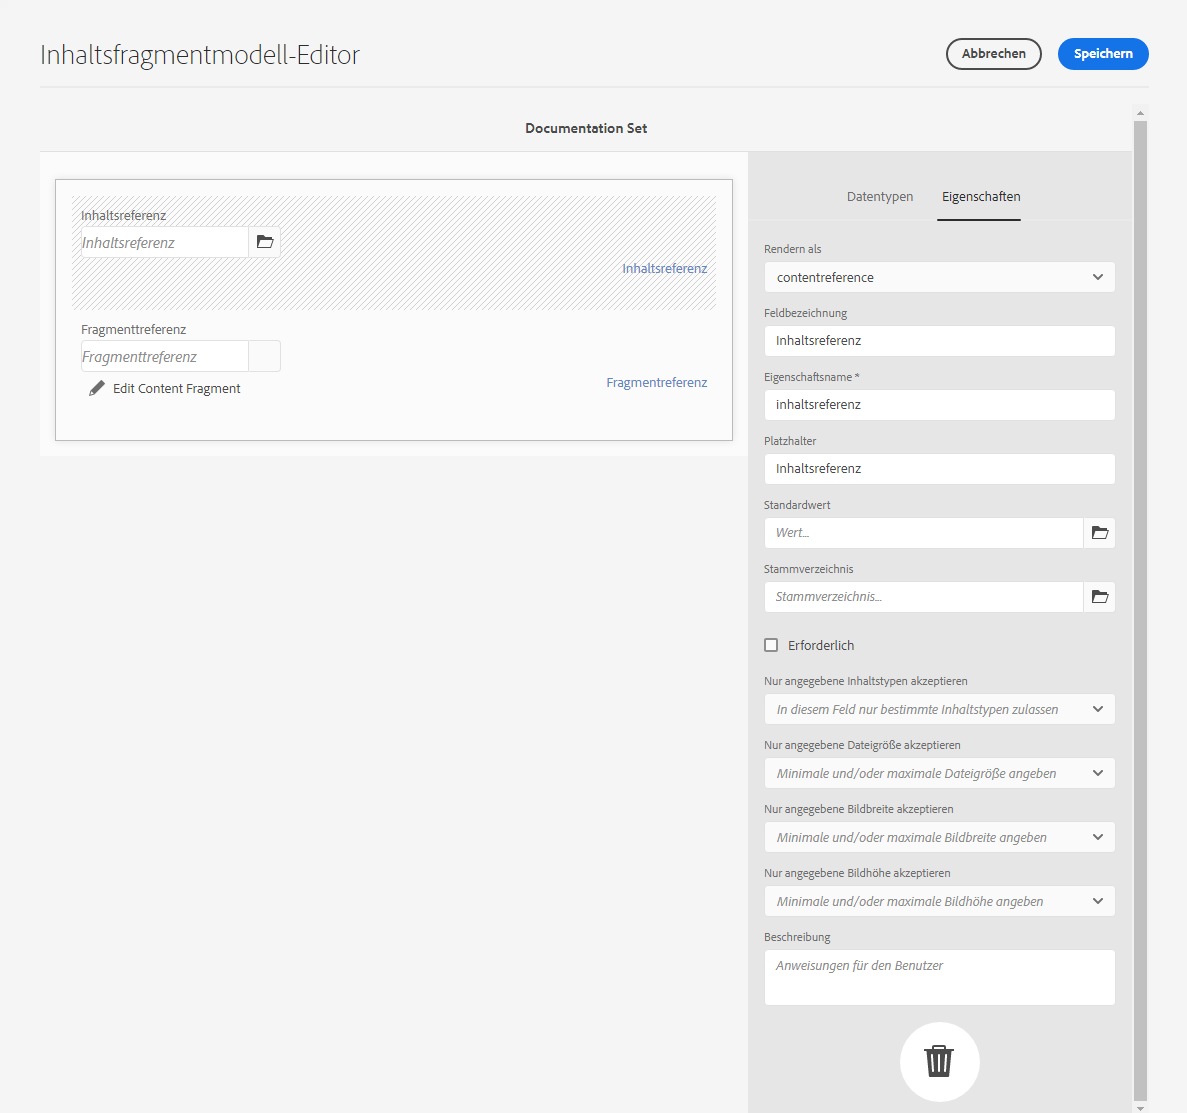 Inhaltsfragmentmodell-Editor
Abbrechen
Speichern
Documentation Set
Inhaltsreferenz
Inhaltsreferenz
Inhaltsreferenz
Fragmenttreferenz
Fragmenttreferenz
Edit Content Fragment
Fragmentreferenz
Datentypen
Eigenschaften
Rendern als
contentreference
Feldbezeichnung
Inhaltsreferenz
Eigenschaftsname *
inhaltsreferenz
Platzhalter
Inhaltsreferenz
Standardwert
Wert...
Stammverzeichnis
Stammverzeichnis...
Erforderlich
Nur angegebene Inhaltstypen akzeptieren
In diesem Feld nur bestimmte Inhaltstypen zulassen
Nur angegebene Dateigröße akzeptieren
Minimale und/oder maximale Dateigröße angeben
Nur angegebene Bildbreite akzeptieren
Minimale und/oder maximale Bildbreite angeben
Nur angegebene Bildhöhe akzeptieren
Minimale und/oder maximale Bildhöhe angeben
Beschreibung
Anweisungen für den Benutzer